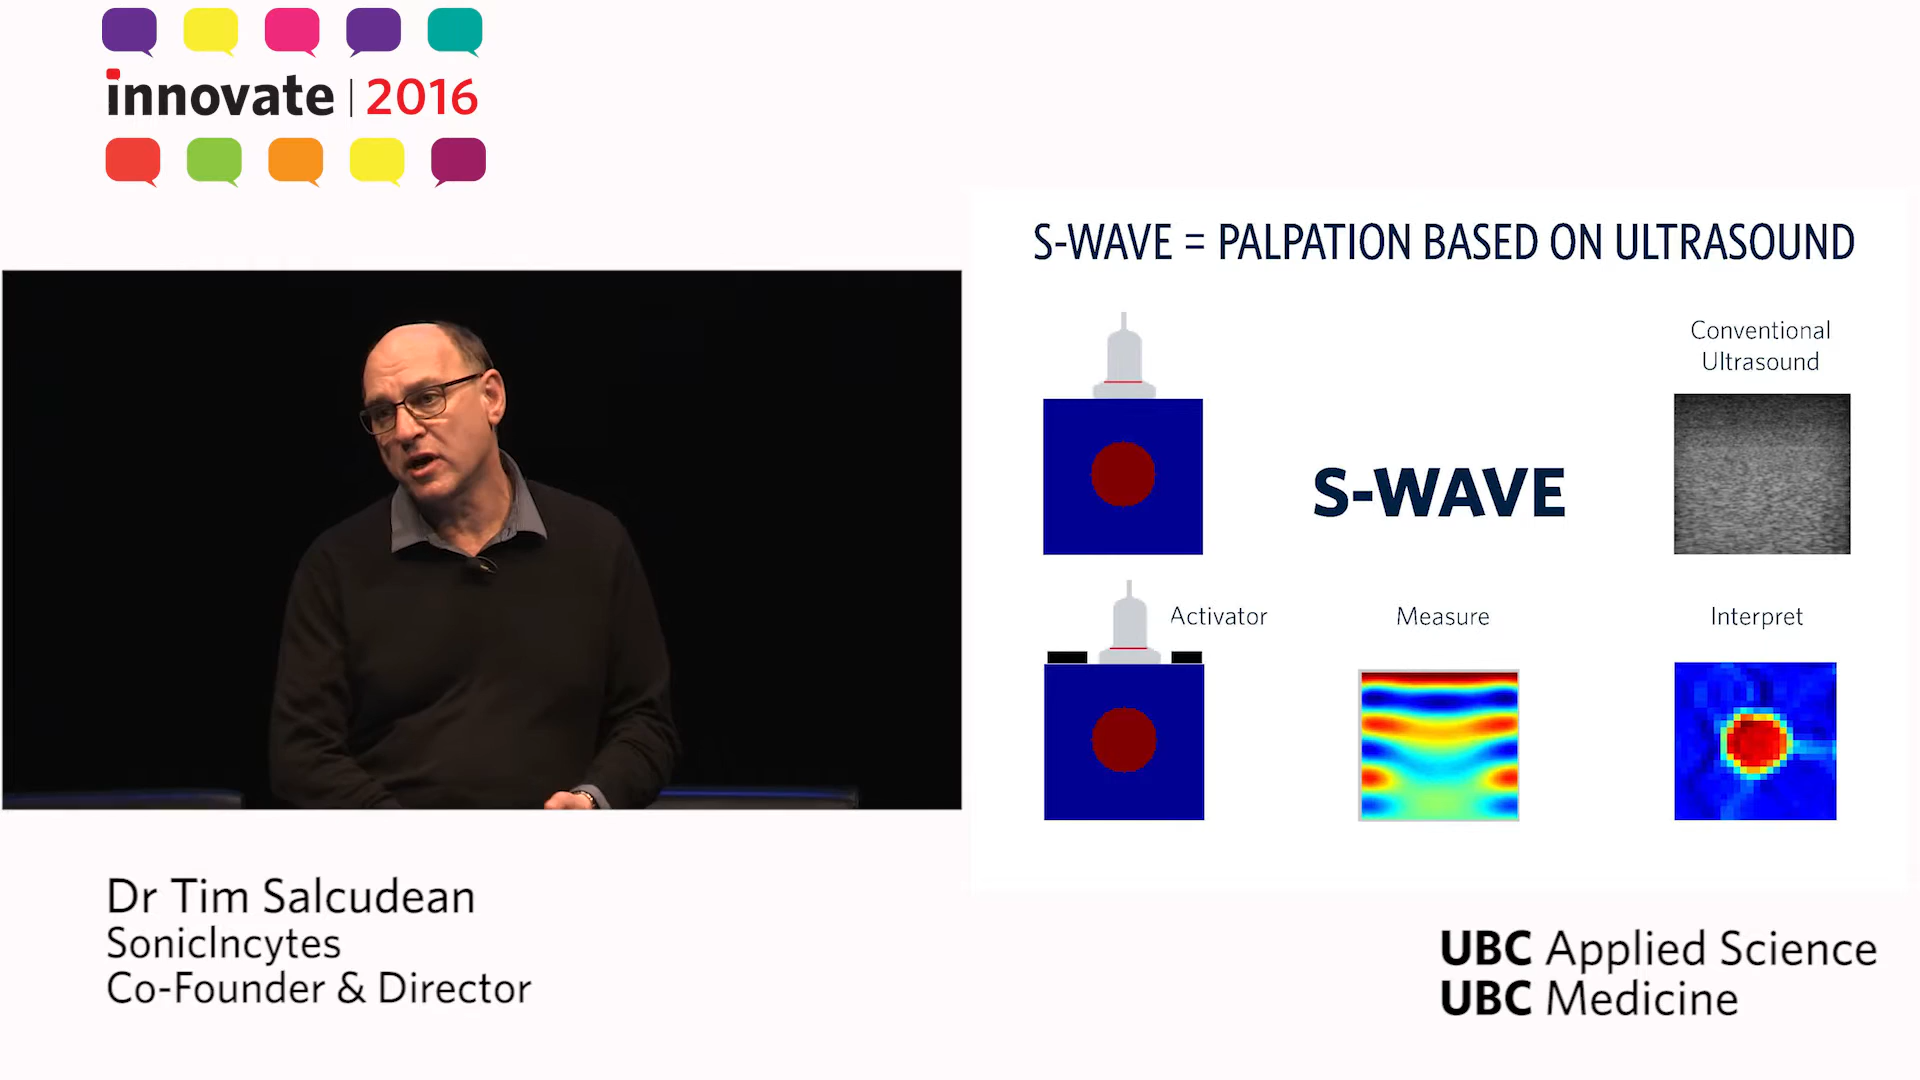 innovate | 2016
S-WAVE = PALPATION BASED ON ULTRASOUND
Conventional
Ultrasound
S-WAVE
Activator
Measure
Interpret
Dr Tim Salcudean
SonicIncytes
Co-Founder & Director
UBC Applied Science
UBC Medicine